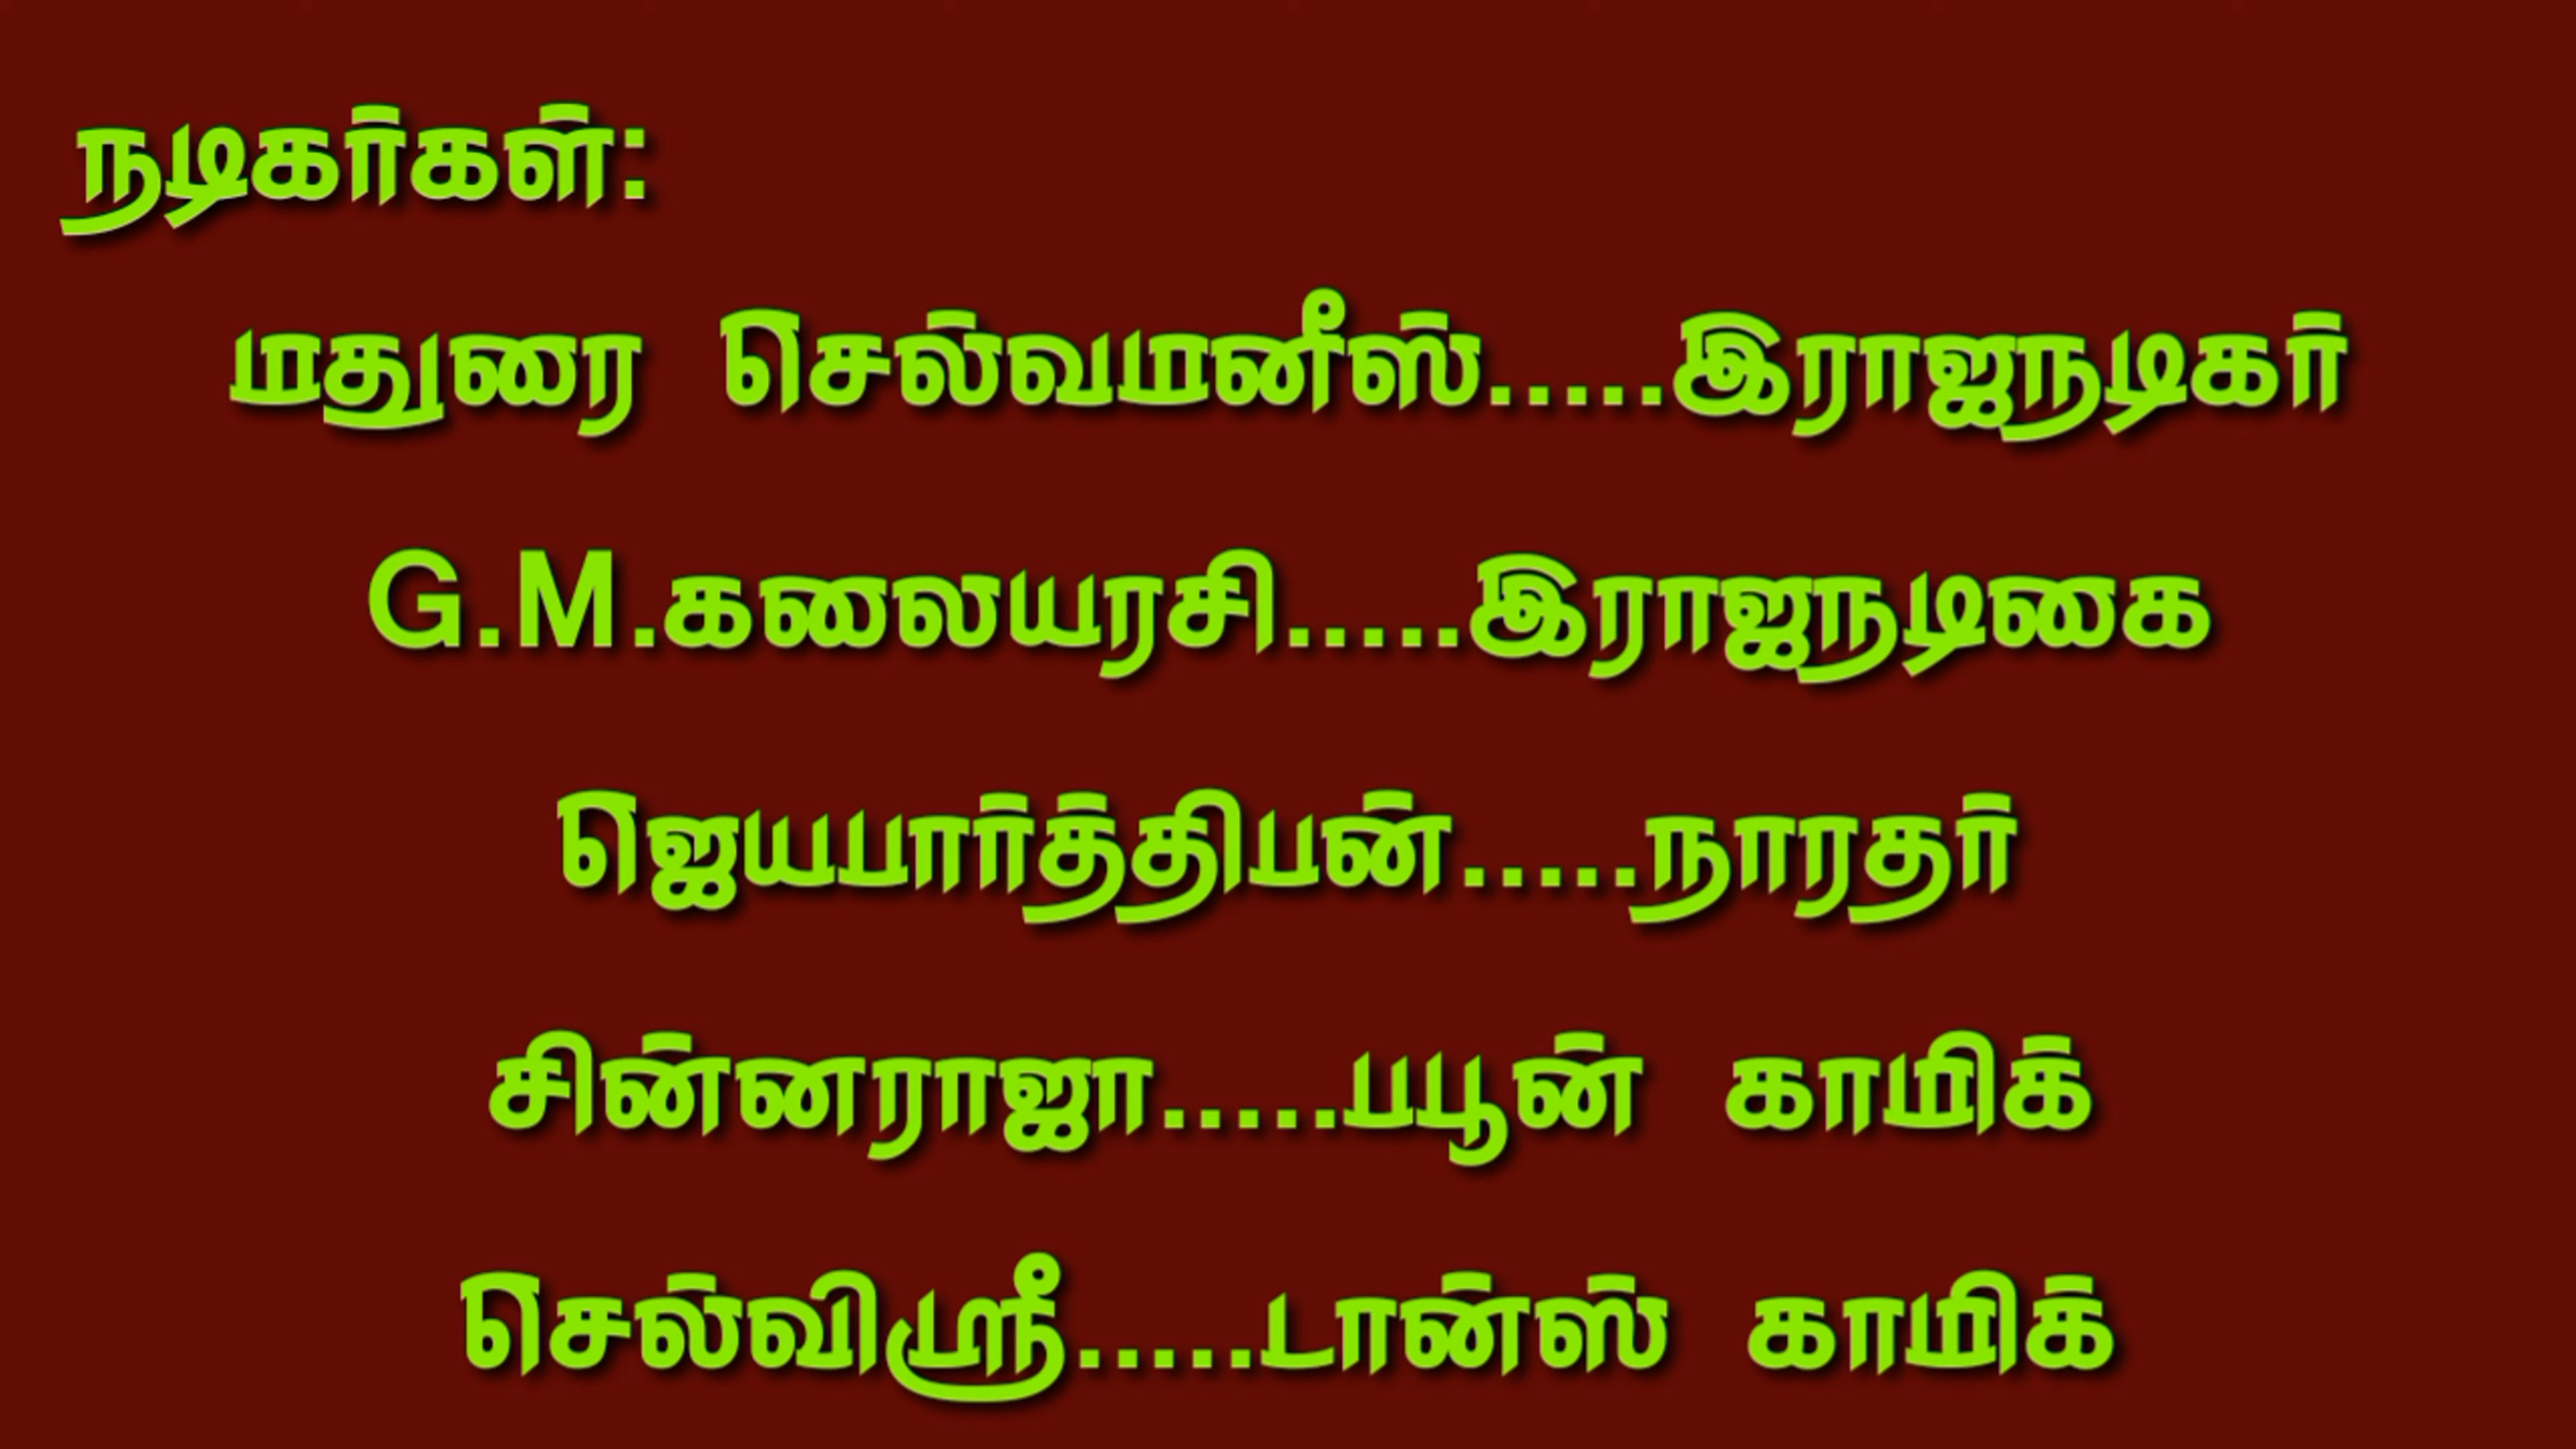 நடிகர்கள்:
மதுரை செல்வமனீஸ்.....இராஜநடிகர்
G.M.கலையரசி.....இராஜநடிகை
ஜெயபார்த்திபன்.....நாரதர்
சின்னராஜா.....பபூன் காமிக்
செல்விஸ்ரீ.....டான்ஸ் காமிக்